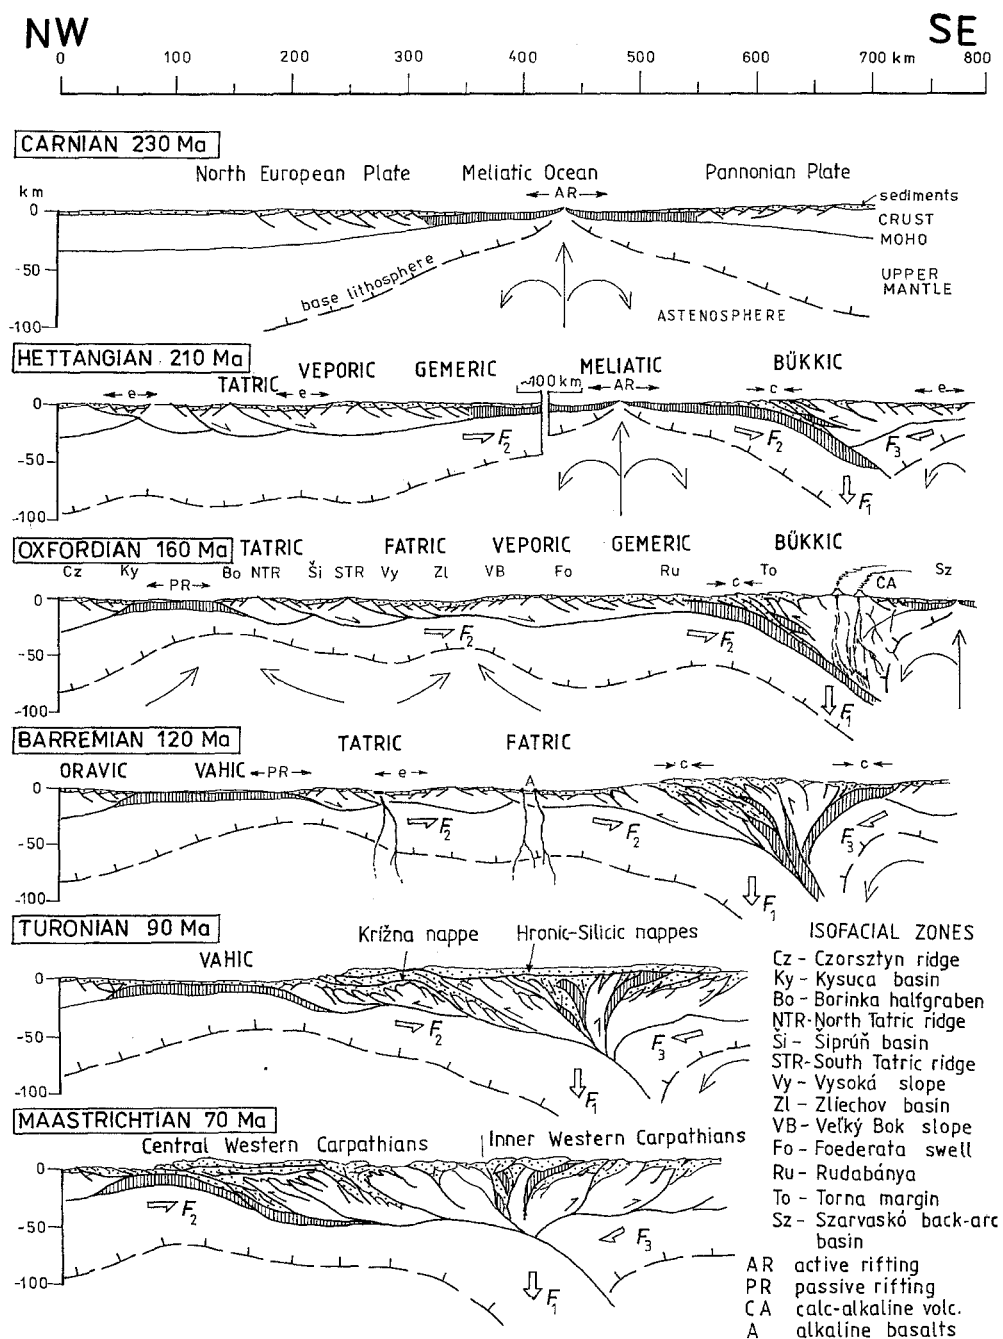 NW SE
0 100 200 300 400 500 600 700 km 800
CARNIAN 230 Ma
North European Plate Meliatic Ocean Pannonian Plate
km
AR
sediments
0
CRUST
MOHO
-50
base lithosphere
UPPER
MANTLE
ASTENOSPHERE
-100
HETTANGIAN 210 Ma
TATRIC VEPORIC GEMERIC MELIATIC BÜKKIC
e e ~100 km AR c e
0
F2 F2 F3
-50
F1
-100
OXFORDIAN 160 Ma
TATRIC FATRIC VEPORIC GEMERIC BÜKKIC
Cz Ky PR Bo NTR Ši STR Vy Zl VB Fo Ru c To CA Sz
0
F2 F2
-50
F1
-100
BARREMIAN 120 Ma
TATRIC FATRIC
ORAVIC VAHIC PR e A c c
0
F2 F2 F3
-50
F1
-100
TURONIAN 90 Ma
Krížna nappe Hronic-Silicic nappes
VAHIC
0
F2 F3
-50
F1
-100
MAASTRICHTIAN 70 Ma
Central Western Carpathians Inner Western Carpathians
0
F2 F3
-50
F1
-100
ISOFACIAL ZONES
Cz - Czorsztyn ridge
Ky - Kysuca basin
Bo - Borinka halfgraben
NTR-North Tatric ridge
Ši - Šiprúň basin
STR-South Tatric ridge
Vy - Vysoká slope
Zl - Zliechov basin
VB - Veľký Bok slope
Fo - Foederata swell
Ru - Rudabánya
To - Torna margin
Sz - Szarvaskő back-arc
basin
AR active rifting
PR passive rifting
CA calc-alkaline volc.
A alkaline basalts